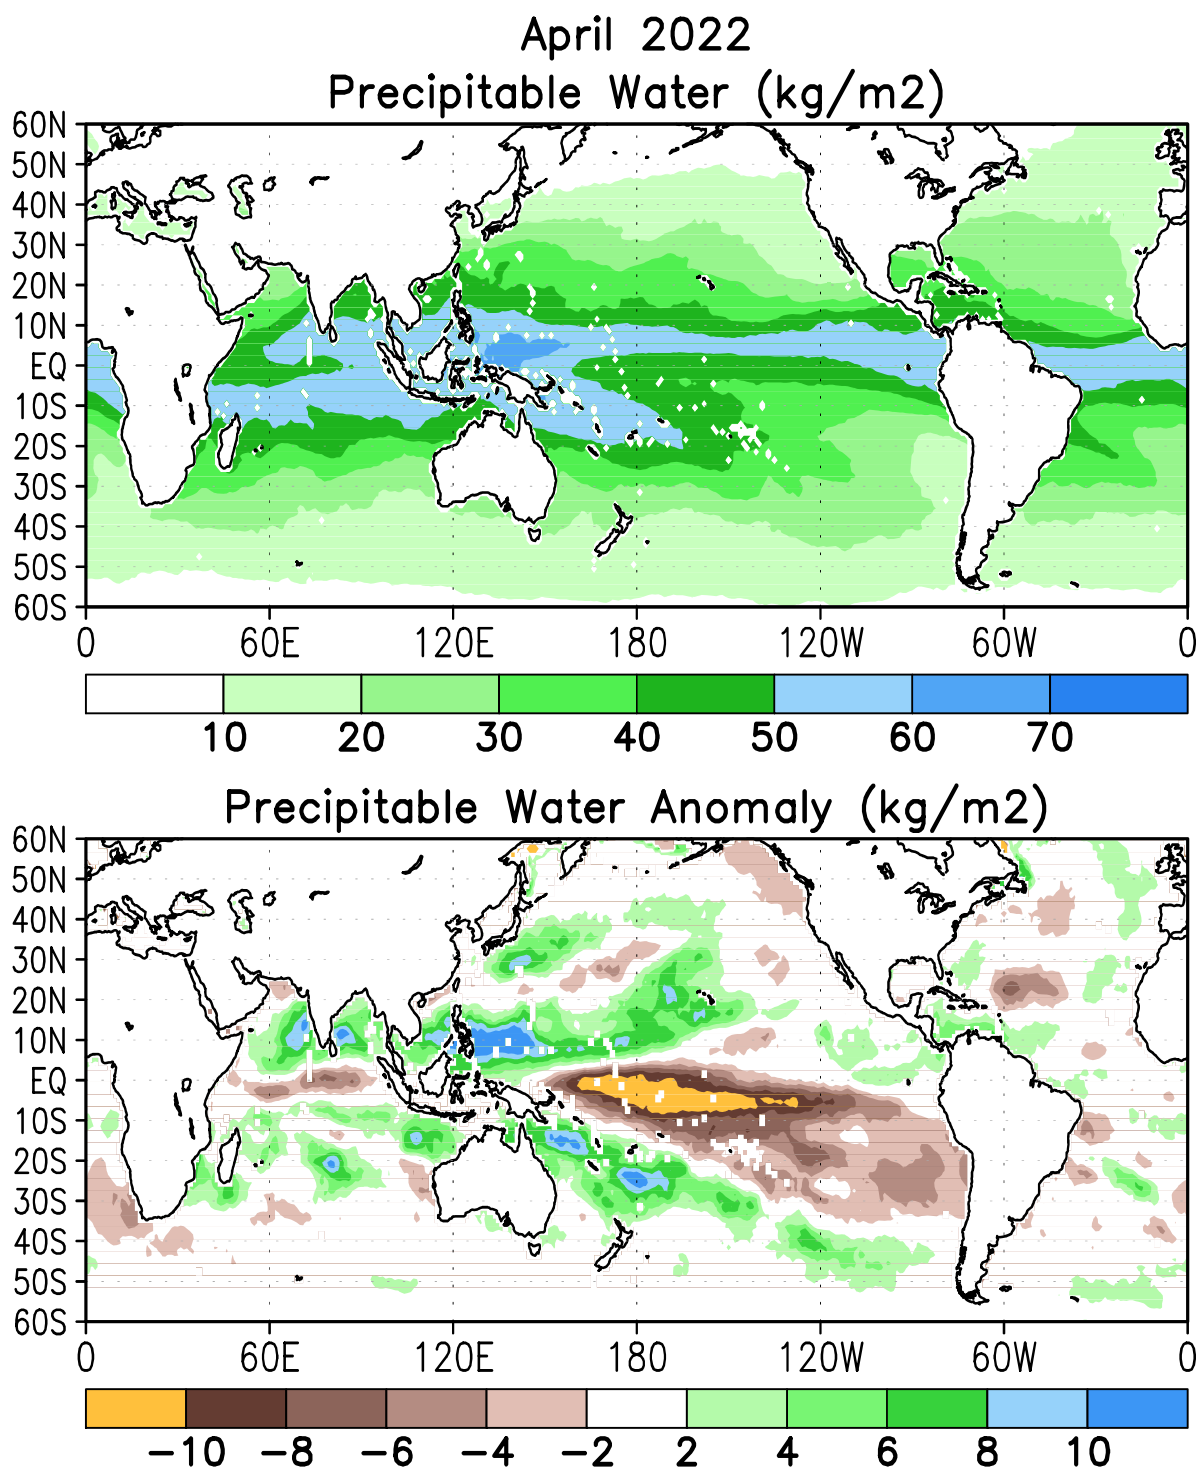 April 2022
Precipitable Water (kg/m2)
60N
50N
40N
30N
20N
10N
EQ
10S
20S
30S
40S
50S
60S
0 60E 120E 180 120W 60W 0
10 20 30 40 50 60 70
Precipitable Water Anomaly (kg/m2)
60N
50N
40N
30N
20N
10N
EQ
10S
20S
30S
40S
50S
60S
0 60E 120E 180 120W 60W 0
−10 −8 −6 −4 −2 2 4 6 8 10